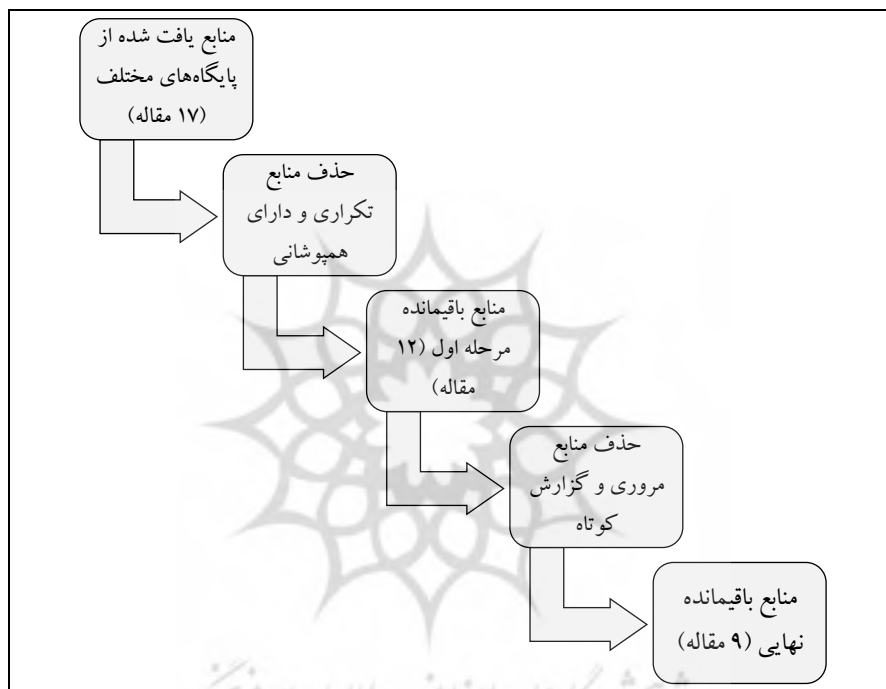 منابع یافت شده از
پایگاه‌های مختلف
(۱۷ مقاله)
حذف منابع
تکراری و دارای
همپوشانی
منابع باقیمانده
مرحله اول (۱۲
مقاله)
حذف منابع
مروری و گزارش
کوتاه
منابع باقیمانده
نهایی (۹ مقاله)